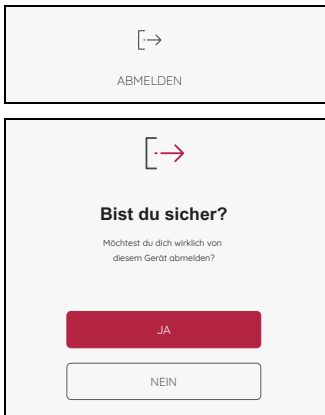 ABMELDEN
Bist du sicher?
Möchtest du dich wirklich von
diesem Gerät abmelden?
JA
NEIN